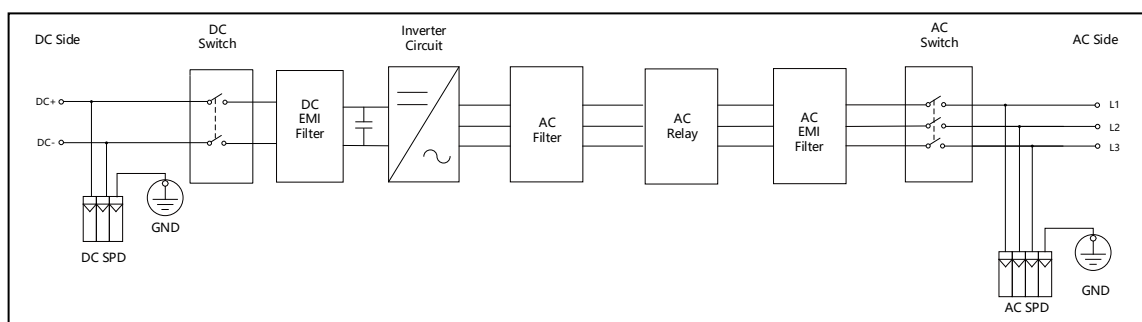 DC Side
DC
Switch
Inverter
Circuit
AC
Switch
AC Side
DC+
DC-
DC
EMI
Filter
AC
Filter
AC
Relay
AC
EMI
Filter
L1
L2
L3
GND
DC SPD
GND
AC SPD